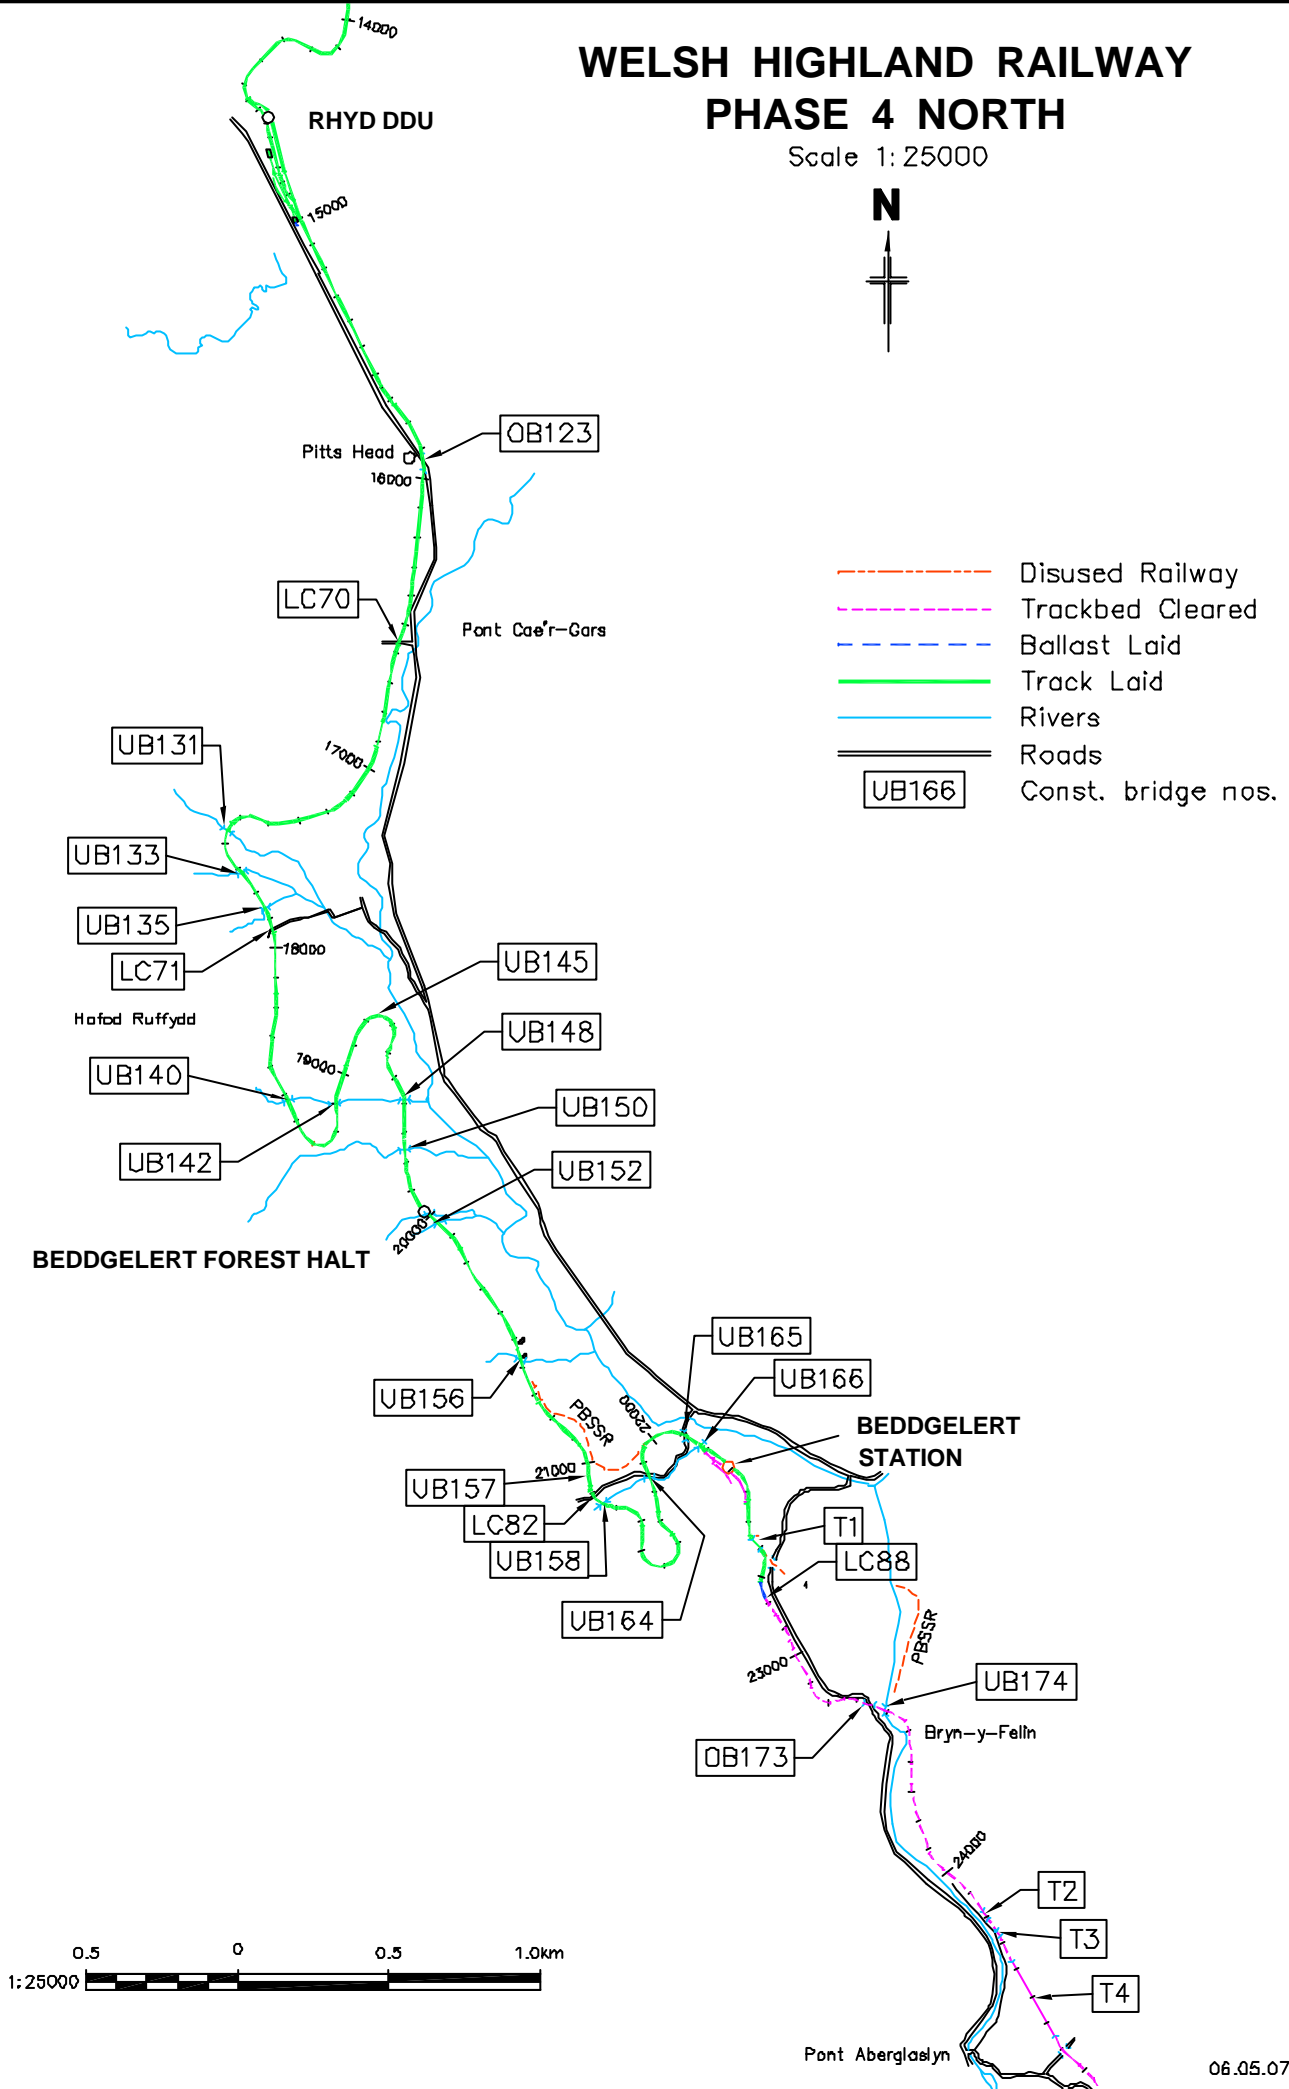 WELSH HIGHLAND RAILWAY
PHASE 4 NORTH
Scale 1:25000
N
14000
RHYD DDU
15000
OB123
Pitts Head
16000
Disused Railway
Trackbed Cleared
Ballast Laid
Track Laid
Rivers
Roads
UB166 Const. bridge nos.
LC70
Pont Cae'r-Gars
UB131
17000
UB133
UB135
18000
LC71
UB145
Hafod Ruffydd
UB148
19000
UB140
UB150
UB142
UB152
20000
BEDDGELERT FOREST HALT
UB165
UB166
UB156
PBSSR
22000
BEDDGELERT
STATION
21000
UB157
LC82
T1
UB158
LC88
UB164
PBSSR
23000
UB174
Bryn-y-Felin
OB173
24000
T2
T3
0.5 0 0.5 1.0km
1:25000
T4
Pont Aberglaslyn
06.05.07